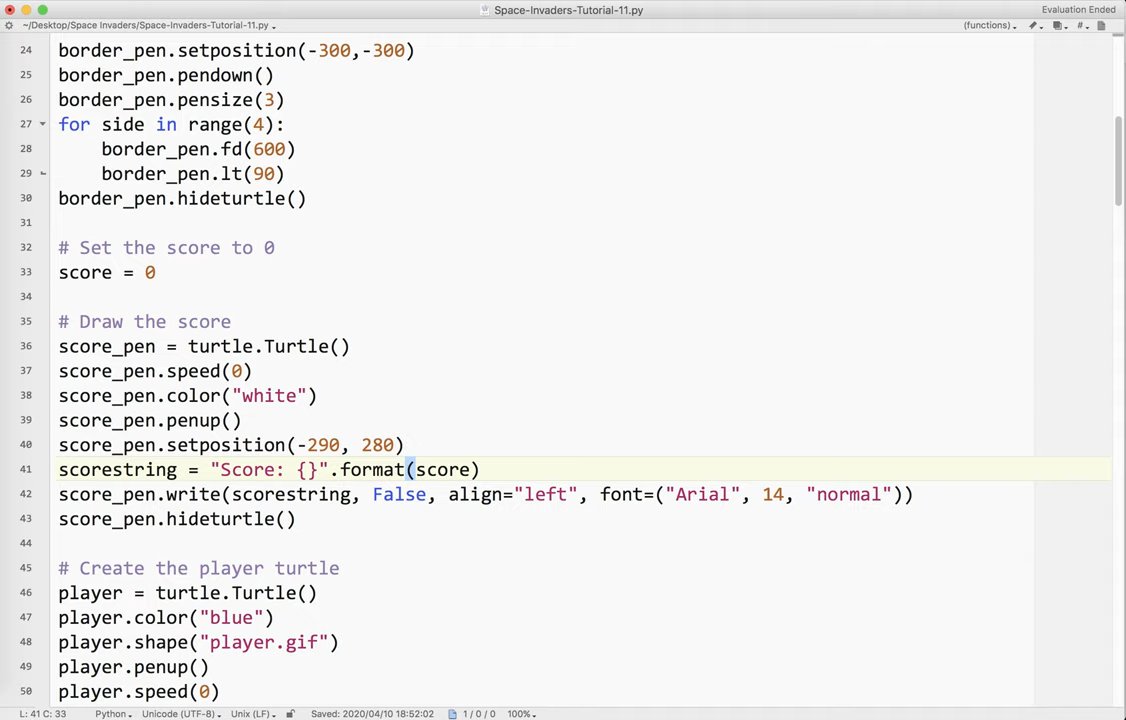 Space-Invaders-Tutorial-11.py
Evaluation Ended
~/Desktop/Space Invaders/Space-Invaders-Tutorial-11.py
(functions)
#
24 border_pen.setposition(-300,-300)
25 border_pen.pendown()
26 border_pen.pensize(3)
27 for side in range(4):
28 border_pen.fd(600)
29 border_pen.lt(90)
30 border_pen.hideturtle()
31
32 # Set the score to 0
33 score = 0
34
35 # Draw the score
36 score_pen = turtle.Turtle()
37 score_pen.speed(0)
38 score_pen.color("white")
39 score_pen.penup()
40 score_pen.setposition(-290, 280)
41 scorestring = "Score: {}".format(score)
42 score_pen.write(scorestring, False, align="left", font=("Arial", 14, "normal"))
43 score_pen.hideturtle()
44
45 # Create the player turtle
46 player = turtle.Turtle()
47 player.color("blue")
48 player.shape("player.gif")
49 player.penup()
50 player.speed(0)
L: 41 C: 33 Python Unicode (UTF-8) Unix (LF) Saved: 2020/04/10 18:52:02 1 / 0 / 0 100%